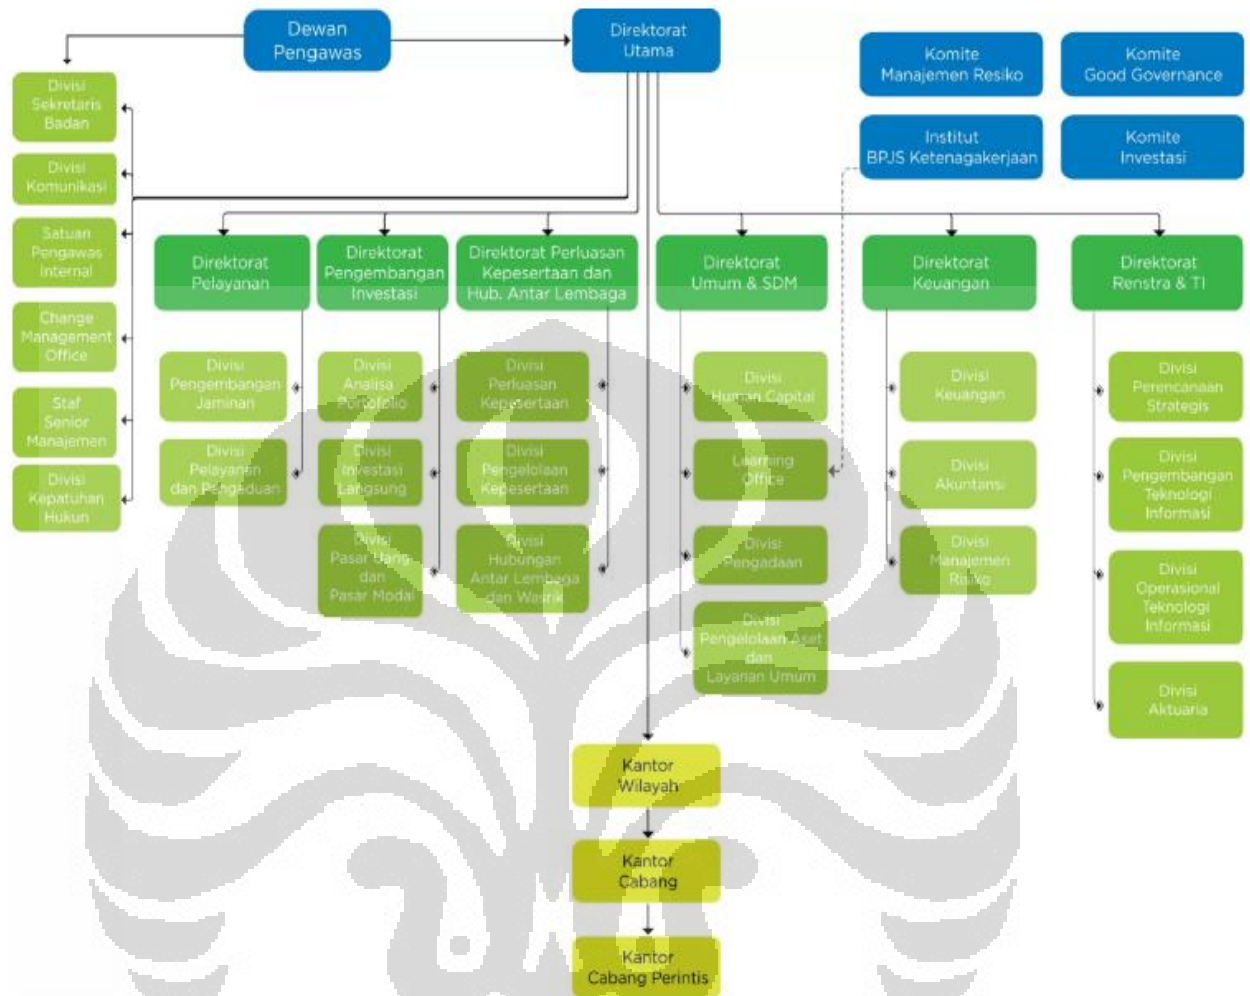 Dewan
Pengawas
Direktorat
Utama
Komite
Manajemen Resiko
Komite
Good Governance
Institut
BPJS Ketenagakerjaan
Komite
Investasi
Divisi
Sekretaris
Badan
Divisi
Komunikasi
Satuan
Pengawas
Internal
Change
Management
Office
Staf
Senior
Manajemen
Divisi
Kepatuhan
Hukun
Direktorat
Pelayanan
Direktorat
Pengembangan
Investasi
Direktorat Perluasan
Kepesertaan dan
Hub. Antar Lembaga
Direktorat
Umum & SDM
Direktorat
Keuangan
Direktorat
Renstra & TI
Divisi
Pengembangan
Jaminan
Divisi
Pelayanan
dan Pengaduan
Divisi
Analisa
Portofolio
Divisi
Investasi
Langsung
Divisi
Pasar Uang
dan
Pasar Modal
Divisi
Perluasan
Kepesertaan
Divisi
Pengelolaan
Kepesertaan
Divisi
Hubungan
Antar Lembaga
dan Wasrik
Divisi
Human Capital
Learning
Office
Divisi
Pengadaan
Divisi
Pengelolaan Aset
dan
Layanan Umum
Divisi
Keuangan
Divisi
Akuntansi
Divisi
Manajemen
Risiko
Divisi
Perencanaan
Strategis
Divisi
Pengembangan
Teknologi
Informasi
Divisi
Operasional
Teknologi
Informasi
Divisi
Aktuaria
Kantor
Wilayah
Kantor
Cabang
Kantor
Cabang Perintis